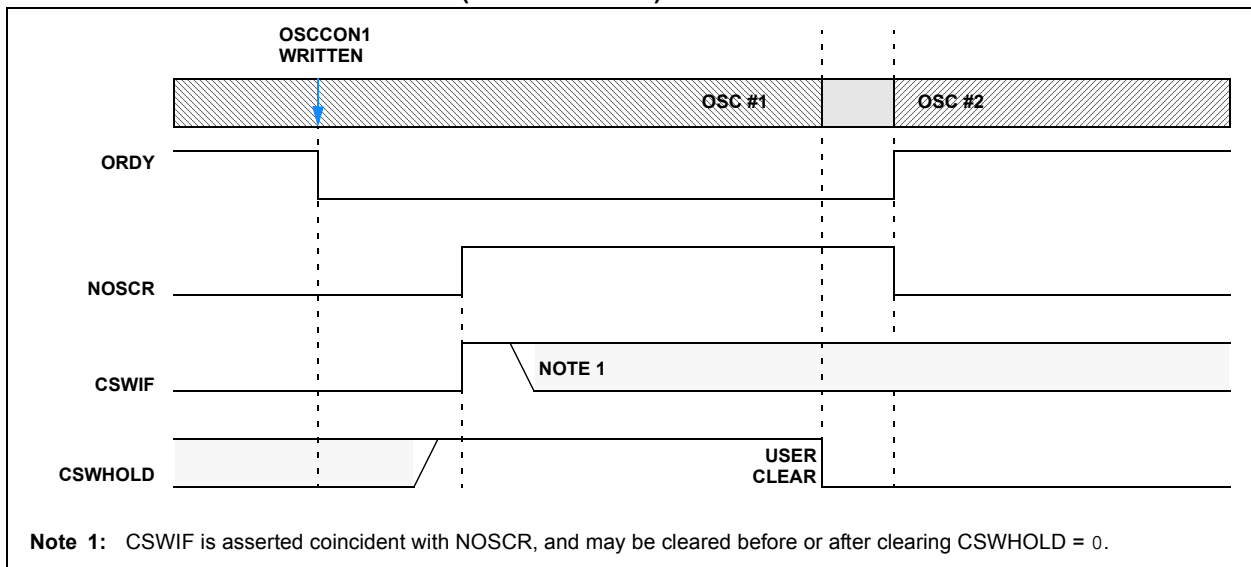 OSCCON1
WRITTEN
OSC #1
OSC #2
ORDY
NOSCR
CSWIF
NOTE 1
CSWHOLD
USER
CLEAR
Note 1: CSWIF is asserted coincident with NOSCR, and may be cleared before or after clearing CSWHOLD = 0.